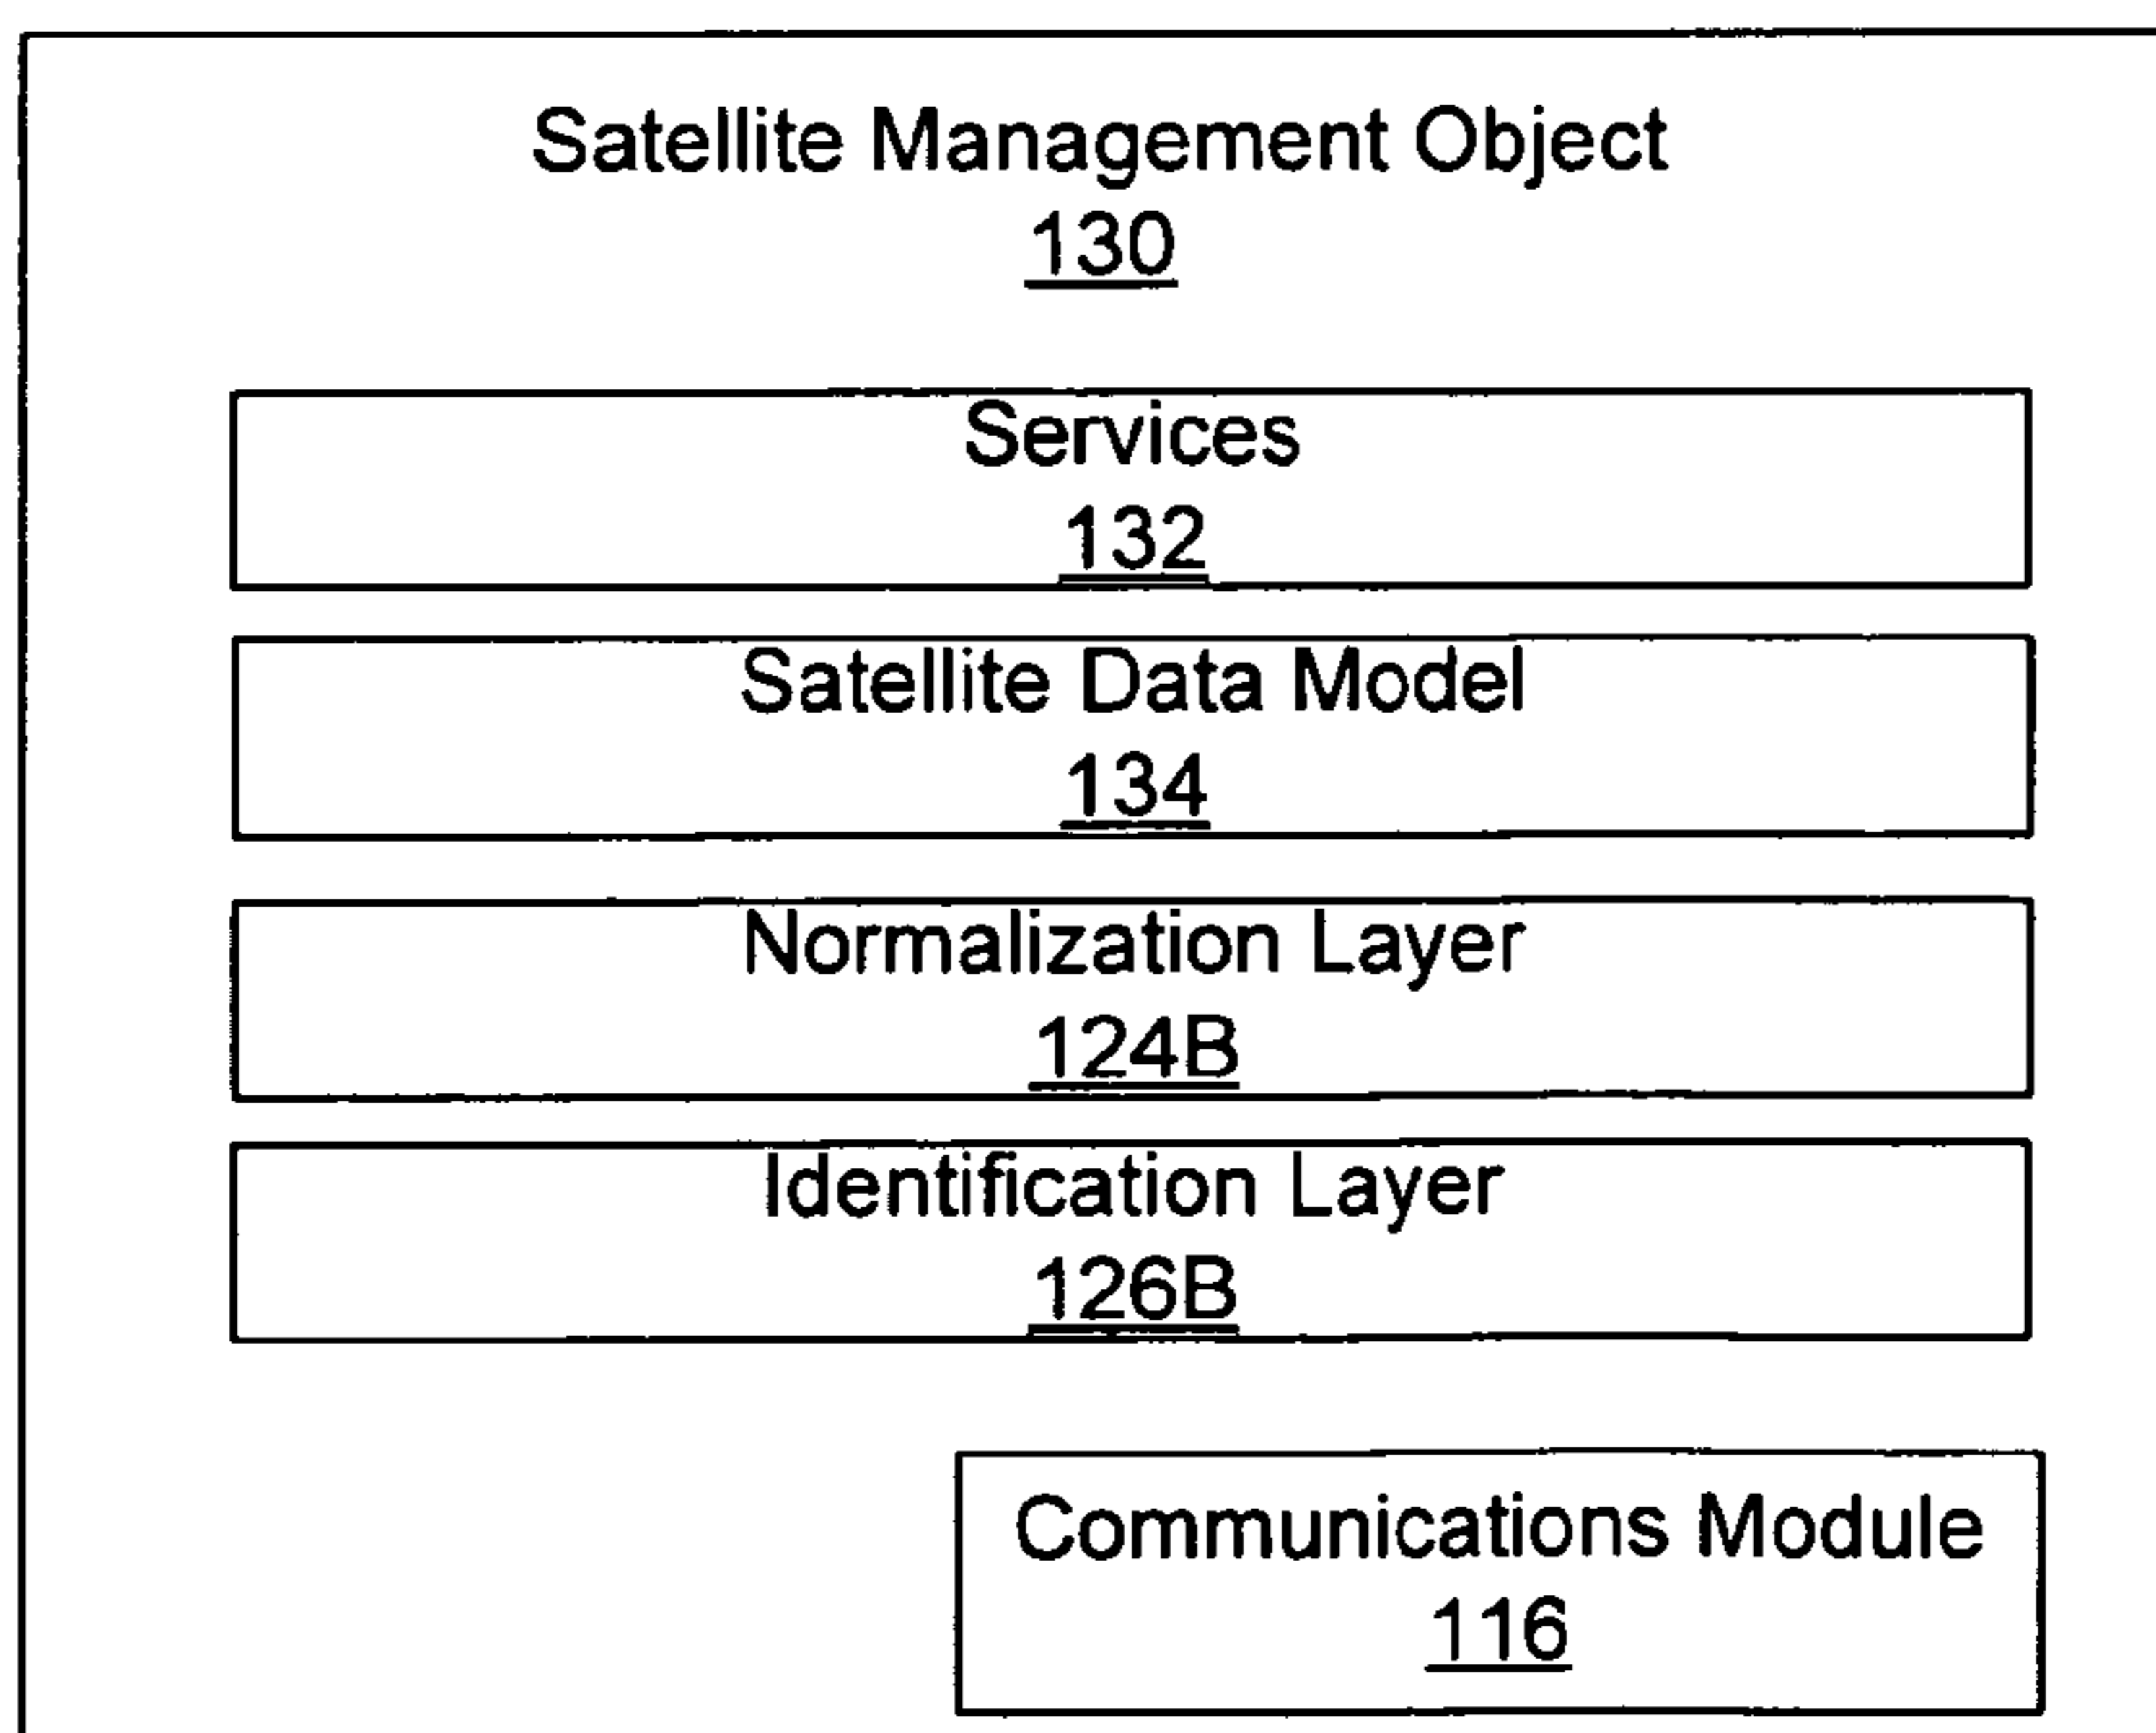 Satellite Management Object
130
Services
132
Satellite Data Model
134
Normalization Layer
124B
Identification Layer
126B
Communications Module
116